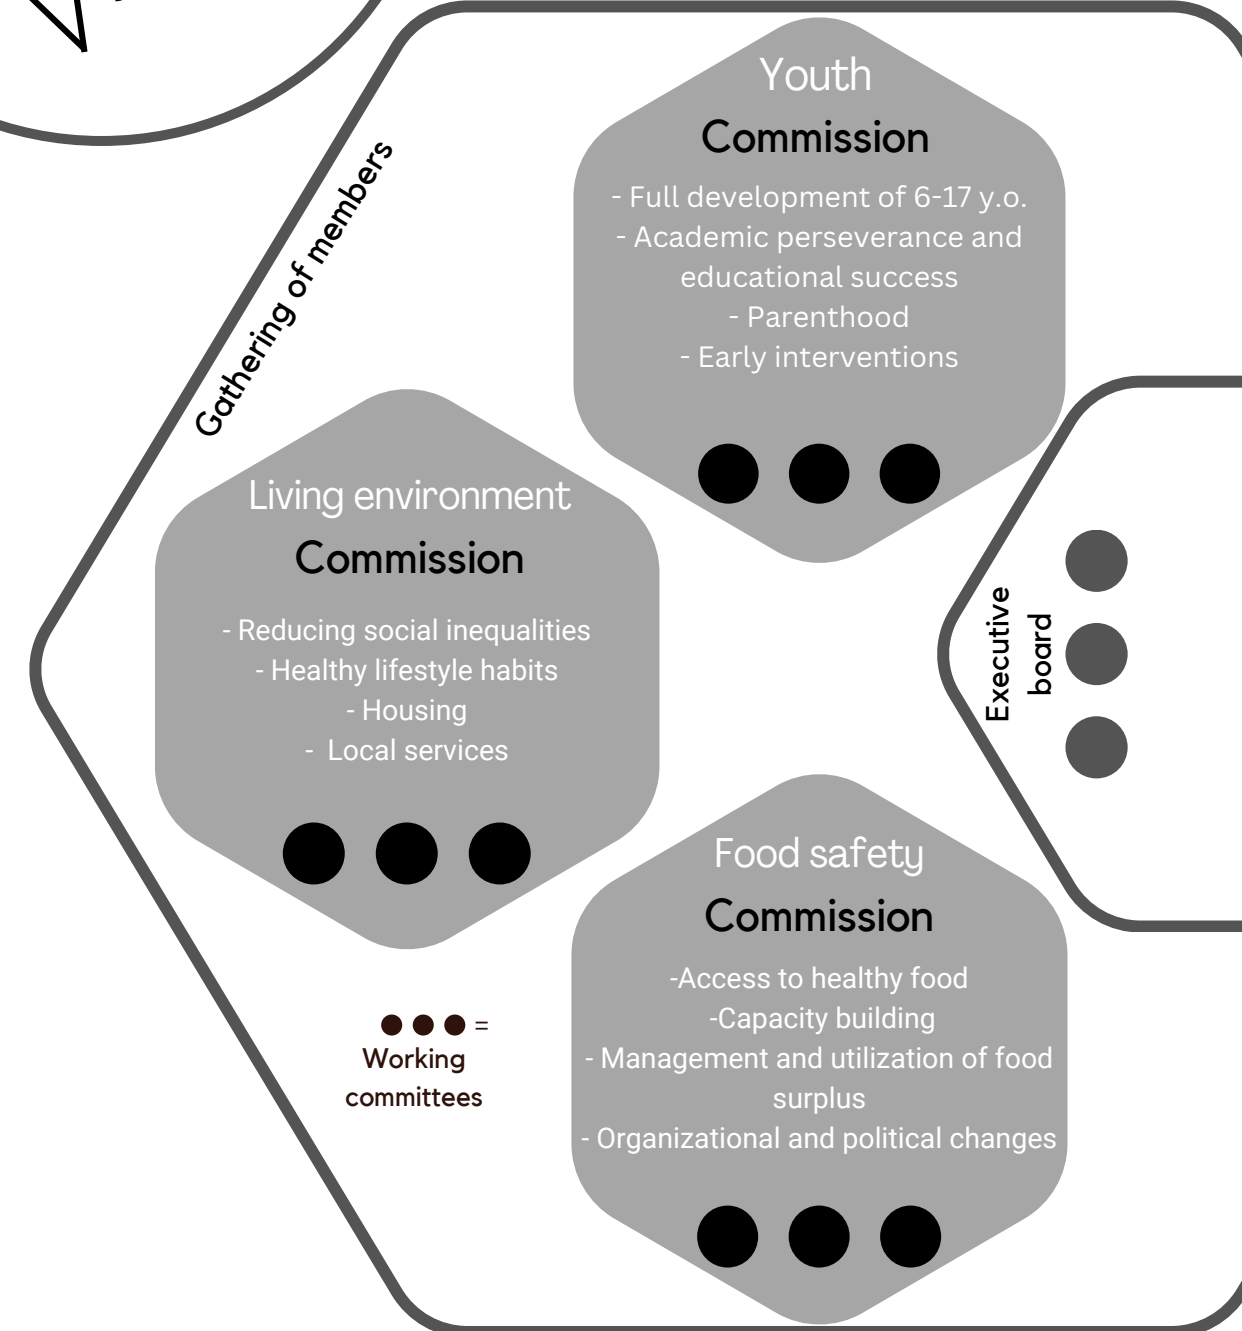 Youth
Commission
- Full development of 6-17 y.o.
- Academic perseverance and
educational success
- Parenthood
- Early interventions
Gathering of members
Living environment
Commission
- Reducing social inequalities
- Healthy lifestyle habits
- Housing
- Local services
Executive
board
Food safety
Commission
-Access to healthy food
-Capacity building
- Management and utilization of food
surplus
- Organizational and political changes
=
Working
committees